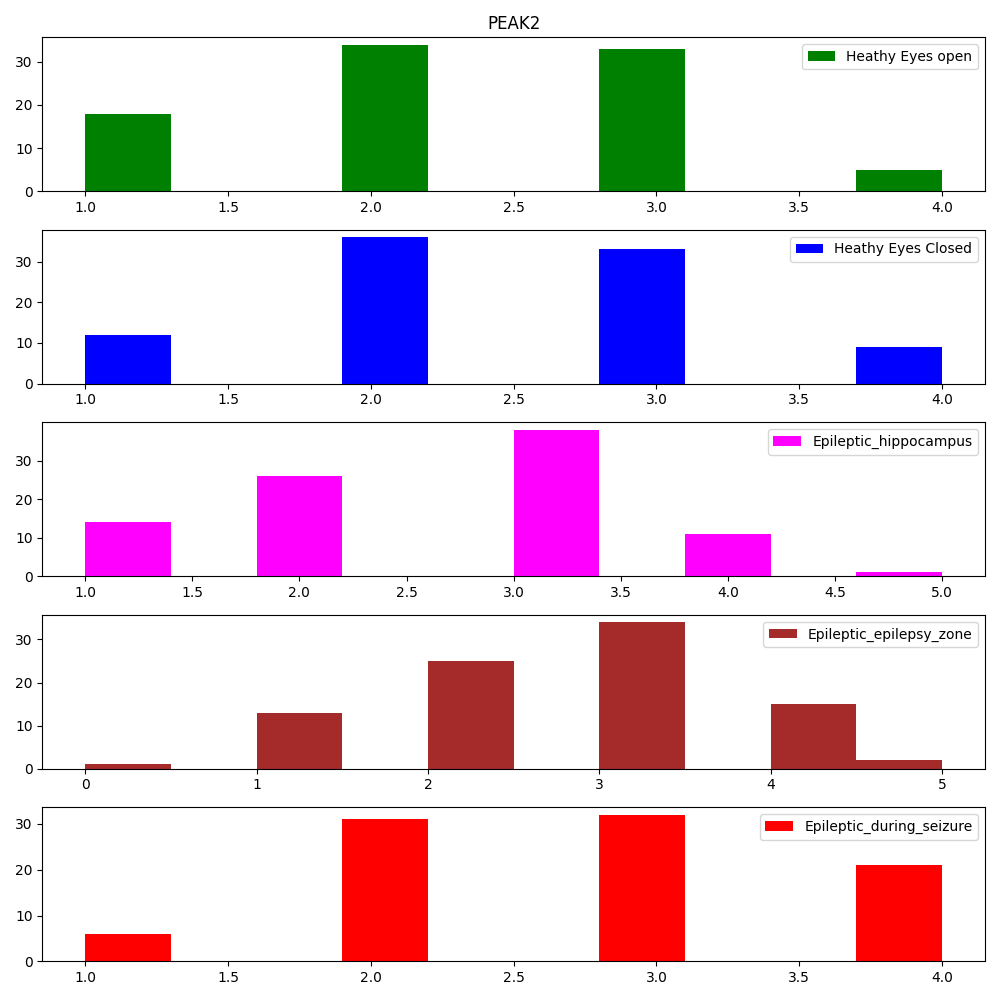 PEAK2
30
20
10
0
Heathy Eyes open
1.0 1.5 2.0 2.5 3.0 3.5 4.0
30
20
10
0
Heathy Eyes Closed
1.0 1.5 2.0 2.5 3.0 3.5 4.0
30
20
10
0
Epileptic_hippocampus
1.0 1.5 2.0 2.5 3.0 3.5 4.0 4.5 5.0
30
20
10
0
Epileptic_epilepsy_zone
0 1 2 3 4 5
30
20
10
0
Epileptic_during_seizure
1.0 1.5 2.0 2.5 3.0 3.5 4.0